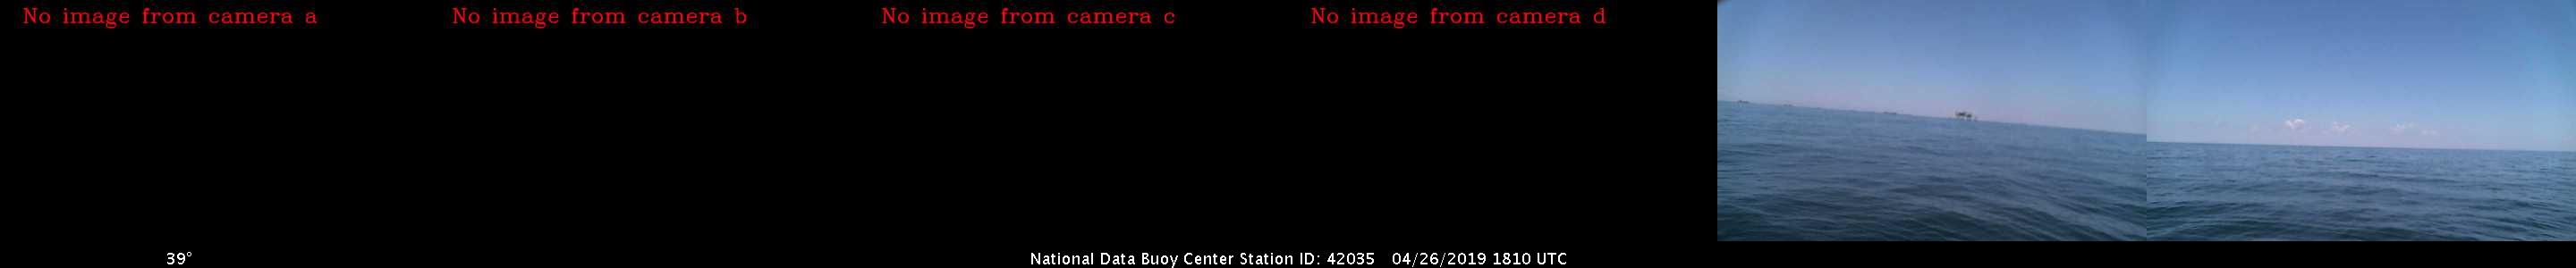 No image from camera a
No image from camera b
No image from camera c
No image from camera d
39°
National Data Buoy Center Station ID: 42035 04/26/2019 1810 UTC